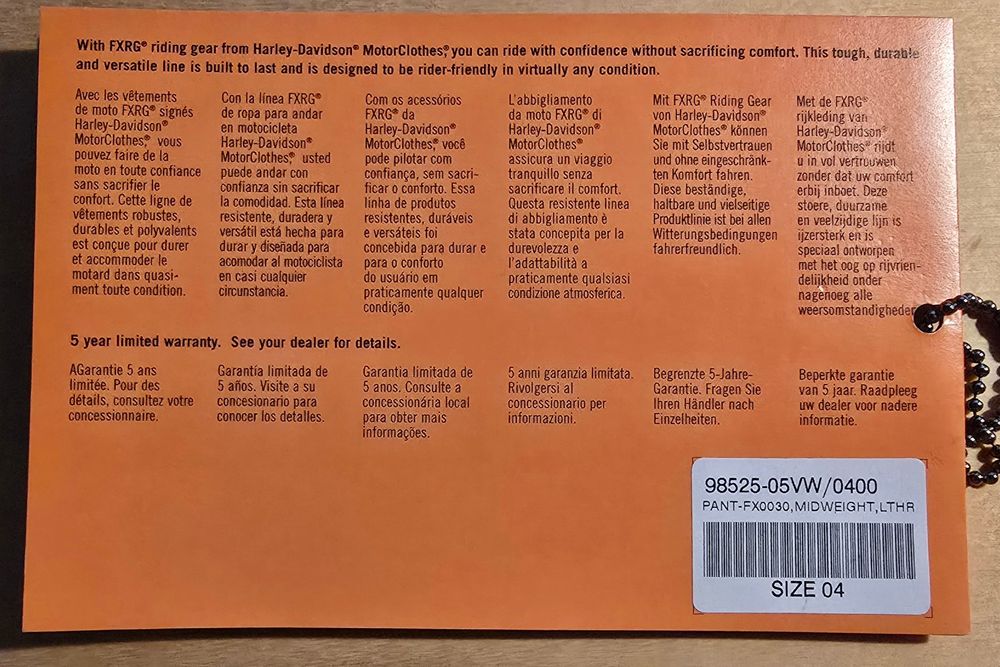 With FXRG® riding gear from Harley-Davidson® MotorClothes®, you can ride with confidence without sacrificing comfort. This tough, durable
and versatile line is built to last and is designed to be rider-friendly in virtually any condition.
Avec les vêtements
de moto FXRG® signés
Harley-Davidson®
MotorClothes®, vous
pouvez faire de la
moto en toute confiance
sans sacrifier le
confort. Cette ligne de
vêtements robustes,
durables et polyvalents
est conçue pour durer
et accommoder le
motard dans quasi-
ment toute condition.
Con la línea FXRG®
de ropa para andar
en motocicleta
Harley-Davidson®
MotorClothes®, usted
puede andar con
confianza sin sacrificar
la comodidad. Esta línea
resistente, duradera y
versátil está hecha para
durar y diseñada para
acomodar al motociclista
en casi cualquier
circunstancia.
Com os acessórios
FXRG® da
Harley-Davidson®
MotorClothes®, você
pode pilotar com
confiança, sem sacri-
ficar o conforto. Essa
linha de produtos
resistentes, duráveis
e versáteis foi
concebida para durar e
para o conforto
do usuário em
praticamente qualquer
condição.
L'abbigliamento
da moto FXRG® di
Harley-Davidson®
MotorClothes®
assicura un viaggio
tranquillo senza
sacrificare il comfort.
Questa resistente linea
di abbigliamento è
stata concepita per la
durevolezza e
l'adattabilità a
praticamente qualsiasi
condizione atmosferica.
Mit FXRG® Riding Gear
von Harley-Davidson®
MotorClothes® können
Sie mit Selbstvertrauen
und ohne eingeschränk-
ten Komfort fahren.
Diese beständige,
haltbare und vielseitige
Produktlinie ist bei allen
Witterungsbedingungen
fahrerfreundlich.
Met de FXRG®
rijkleding van
Harley-Davidson®
MotorClothes® rijdt
u in vol vertrouwen
zonder dat uw comfort
erbij inboet. Deze
stoere, duurzame
en veelzijdige lijn is
ijzersterk en is
speciaal ontworpen
met het oog op rijvrien-
delijkheid onder
nagenoeg alle
weersomstandigheden
5 year limited warranty. See your dealer for details.
AGarantie 5 ans
limitée. Pour des
détails, consultez votre
concessionnaire.
Garantía limitada de
5 años. Visite a su
concesionario para
conocer los detalles.
Garantia limitada de
5 anos. Consulte a
concessionária local
para obter mais
informações.
5 anni garanzia limitata.
Rivolgersi al
concessionario per
informazioni.
Begrenzte 5-Jahre-
Garantie. Fragen Sie
Ihren Händler nach
Einzelheiten.
Beperkte garantie
van 5 jaar. Raadpleeg
uw dealer voor nadere
informatie.
98525-05VW/0400
PANT-FX0030,MIDWEIGHT,LTHR
SIZE 04